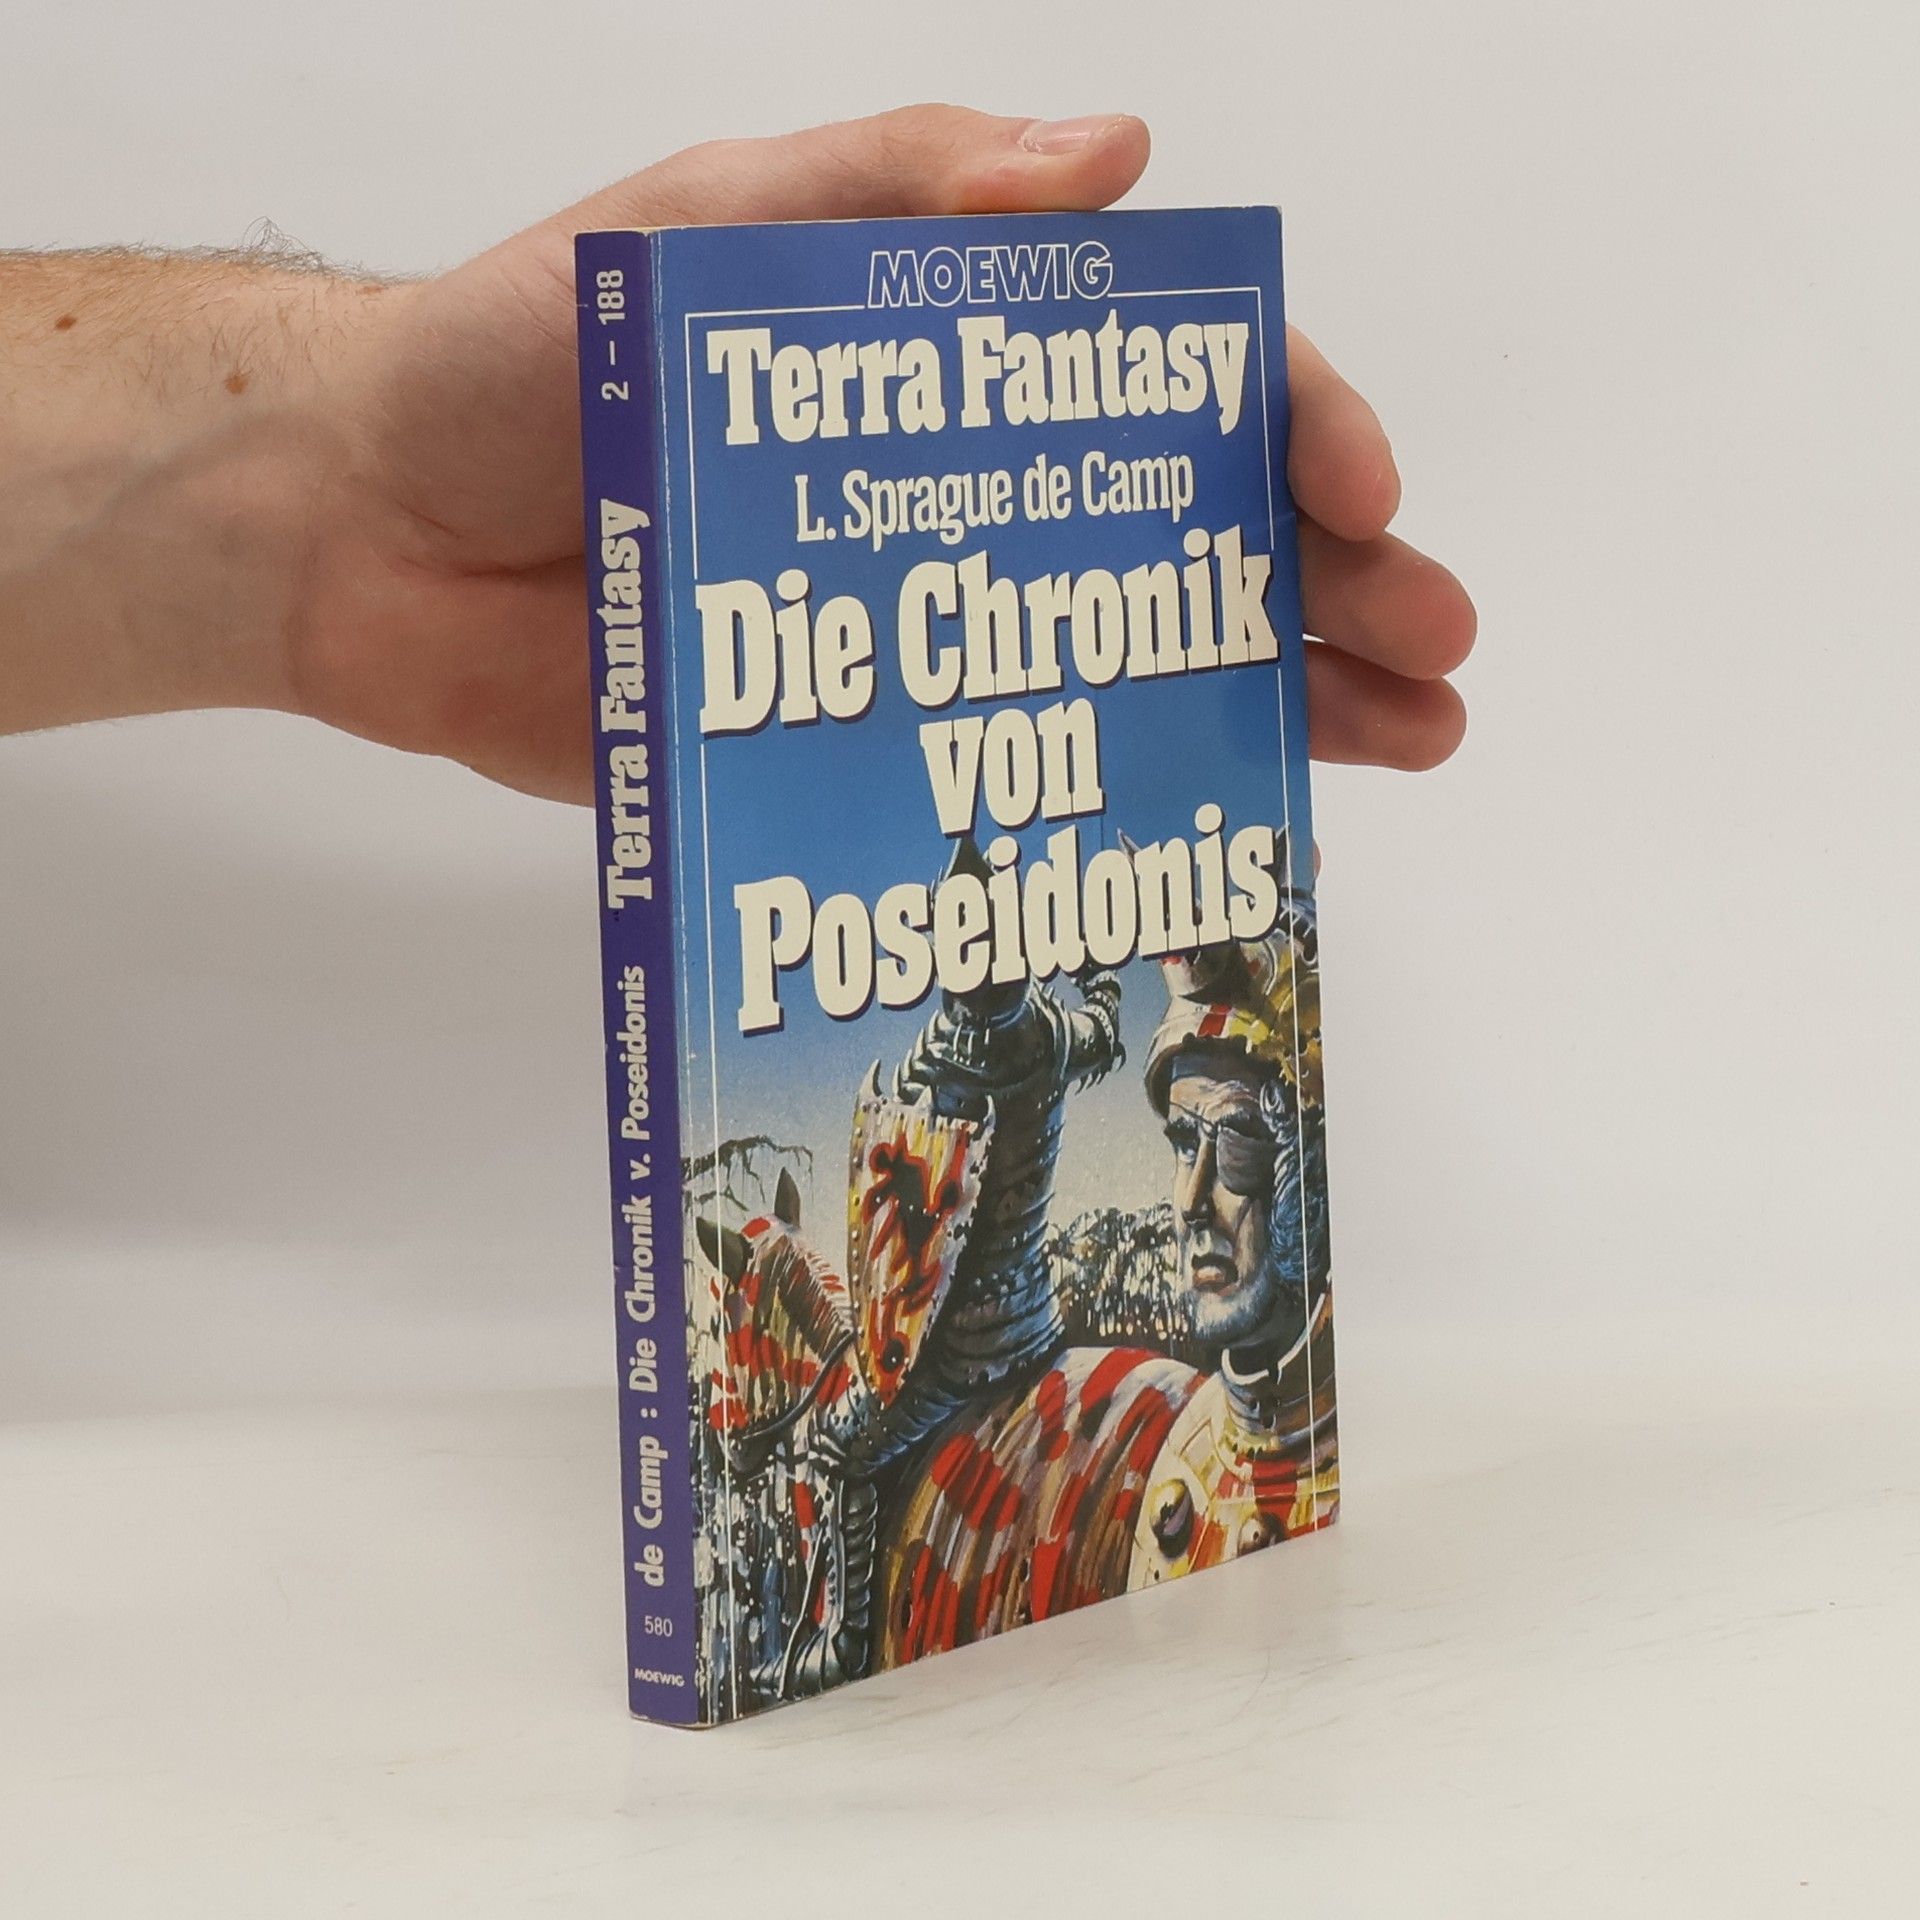 MOEWIG
Terra Fantasy
L. Sprague de Camp
Die Chronik
von
Poseidonis
de Camp : Die Chronik v. Poseidonis Terra Fantasy 2 – 188
580
MOEWIG